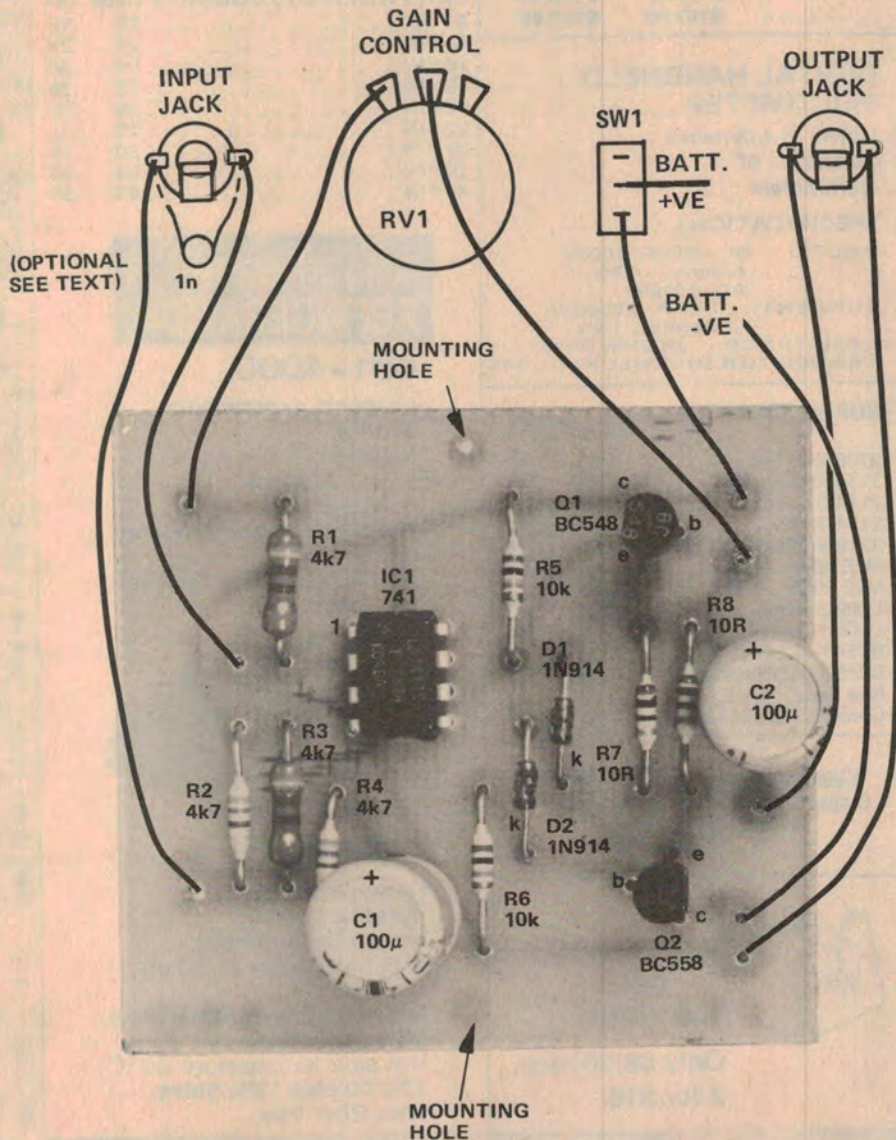 GAIN
CONTROL
INPUT
JACK
OUTPUT
JACK
SW1
BATT.
+VE
RV1
(OPTIONAL
SEE TEXT)
1n
BATT.
-VE
MOUNTING
HOLE
c
Q1
BC548
b
e
R1
4k7
IC1
741
1
R5
10k
R8
10R
D1
1N914
+
C2
100μ
k
R3
4k7
R7
10R
R2
4k7
R4
4k7
k
D2
1N914
e
b
+
C1
100μ
R6
10k
c
Q2
BC558
MOUNTING
HOLE